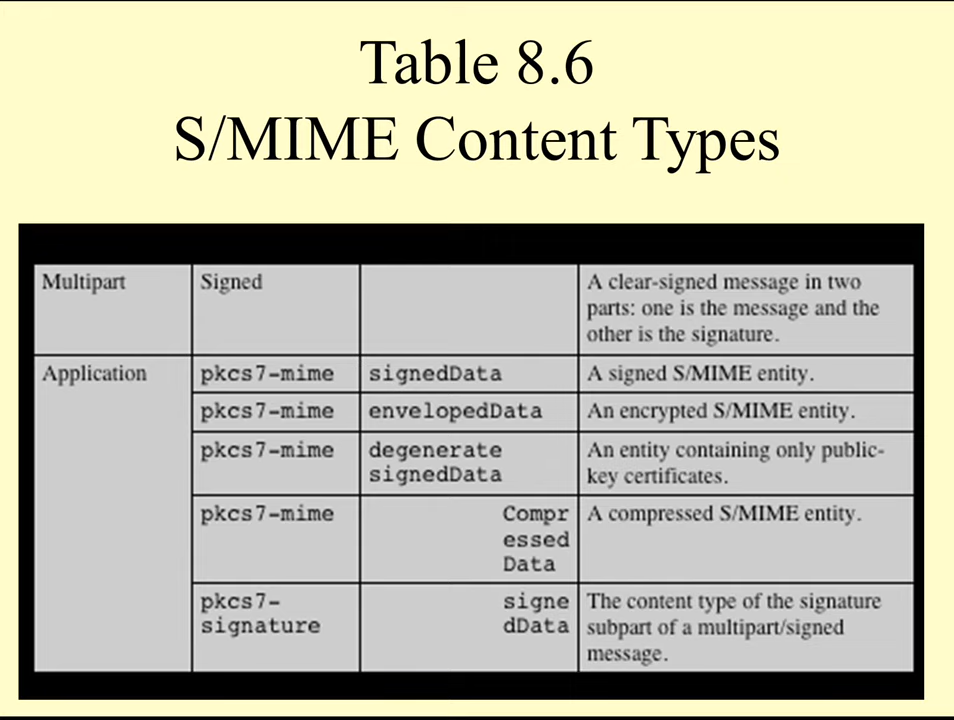 Table 8.6
S/MIME Content Types
Multipart
Signed
A clear-signed message in two
parts: one is the message and the
other is the signature.
Application
pkcs7-mime
signedData
A signed S/MIME entity.
pkcs7-mime
envelopedData
An encrypted S/MIME entity.
pkcs7-mime
degenerate
signedData
An entity containing only public-
key certificates.
pkcs7-mime
Compr
essed
Data
A compressed S/MIME entity.
pkcs7-
signature
signe
dData
The content type of the signature
subpart of a multipart/signed
message.